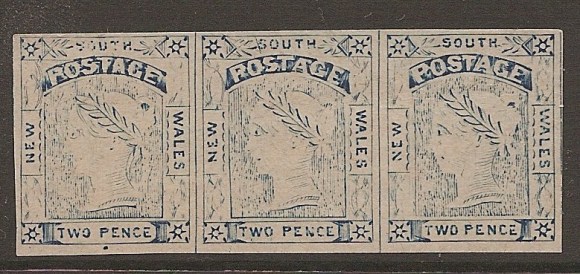 SOUTH SOUTH SOUTH
POSTAGE POSTAGE POSTAGE
NEW WALES NEW WALES NEW WALES
TWO PENCE TWO PENCE TWO PENCE